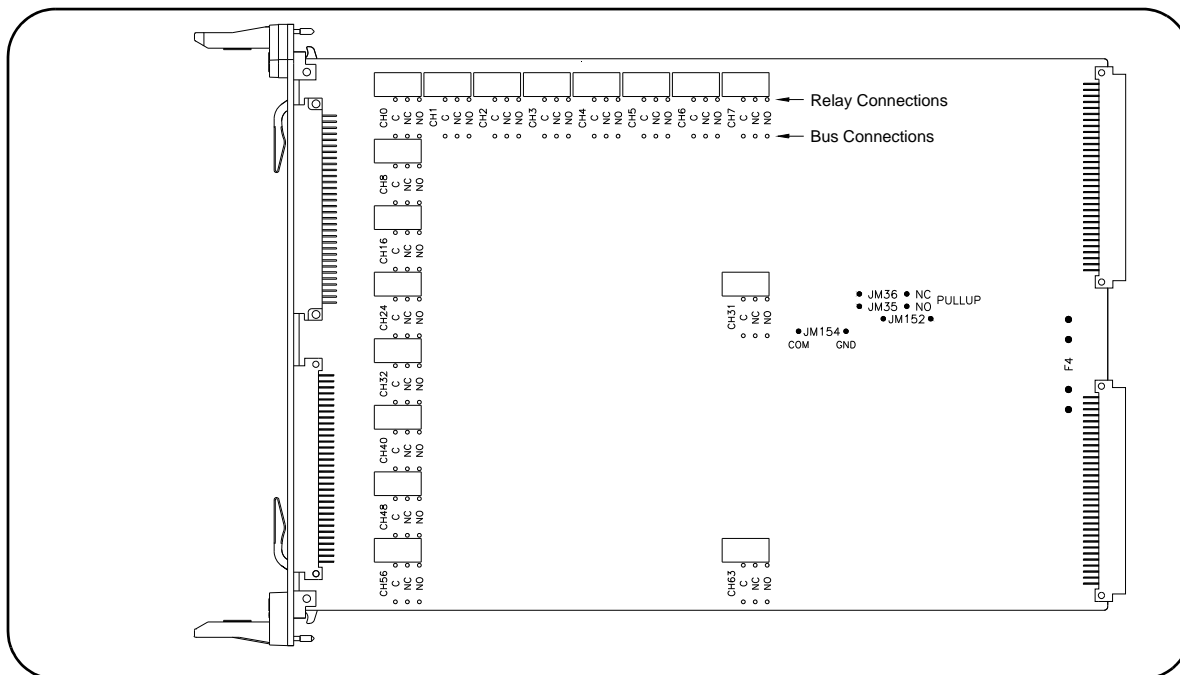 Relay Connections
CH0 C NC NO CH1 C NC NO CH2 C NC NO CH3 C NC NO CH4 C NC NO CH5 C NC NO CH6 C NC NO CH7 C NC NO
Bus Connections
CH8 C NC NO
CH16 C NC NO
CH24 C NC NO
CH31 C NC NO
JM36 NC
JM35 NO
PULLUP
JM152
JM154
COM GND
F4
CH32 C NC NO
CH40 C NC NO
CH48 C NC NO
CH56 C NC NO
CH63 C NC NO